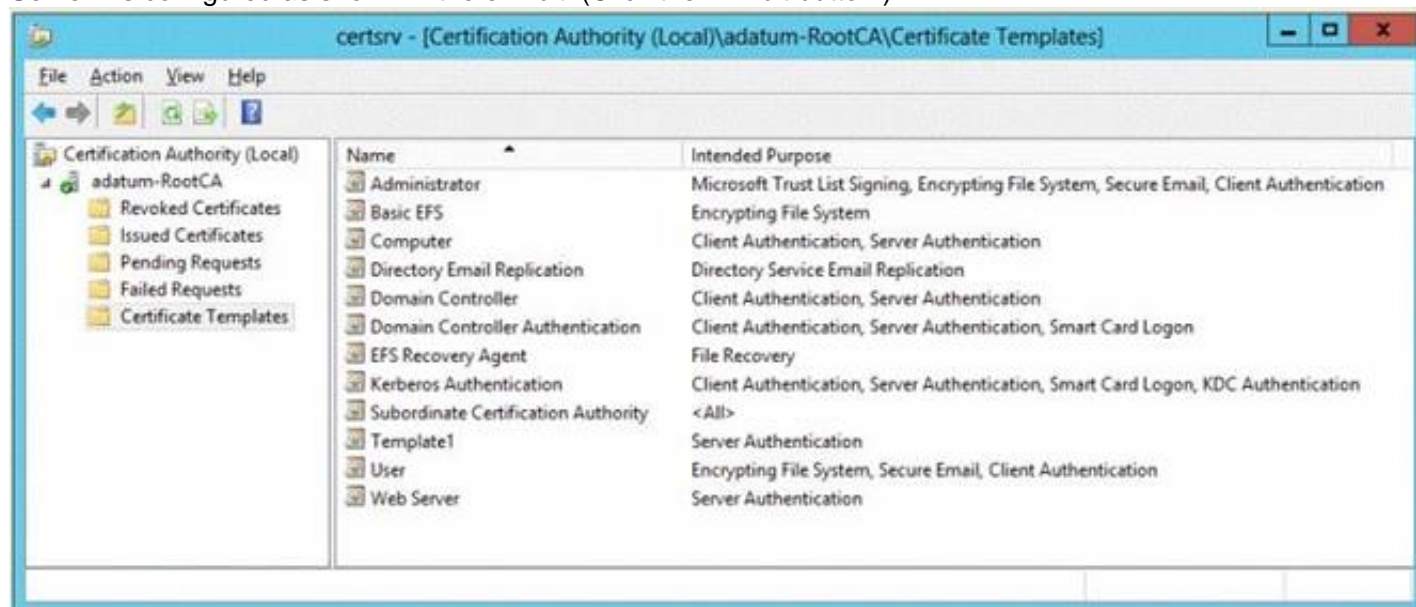 certsrv - [Certification Authority (Local)\adatum-RootCA\Certificate Templates]
File Action View Help
Certification Authority (Local)
adatum-RootCA
Revoked Certificates
Issued Certificates
Pending Requests
Failed Requests
Certificate Templates
Name Intended Purpose
Administrator Microsoft Trust List Signing, Encrypting File System, Secure Email, Client Authentication
Basic EFS Encrypting File System
Computer Client Authentication, Server Authentication
Directory Email Replication Directory Service Email Replication
Domain Controller Client Authentication, Server Authentication
Domain Controller Authentication Client Authentication, Server Authentication, Smart Card Logon
EFS Recovery Agent File Recovery
Kerberos Authentication Client Authentication, Server Authentication, Smart Card Logon, KDC Authentication
Subordinate Certification Authority <All>
Template1 Server Authentication
User Encrypting File System, Secure Email, Client Authentication
Web Server Server Authentication